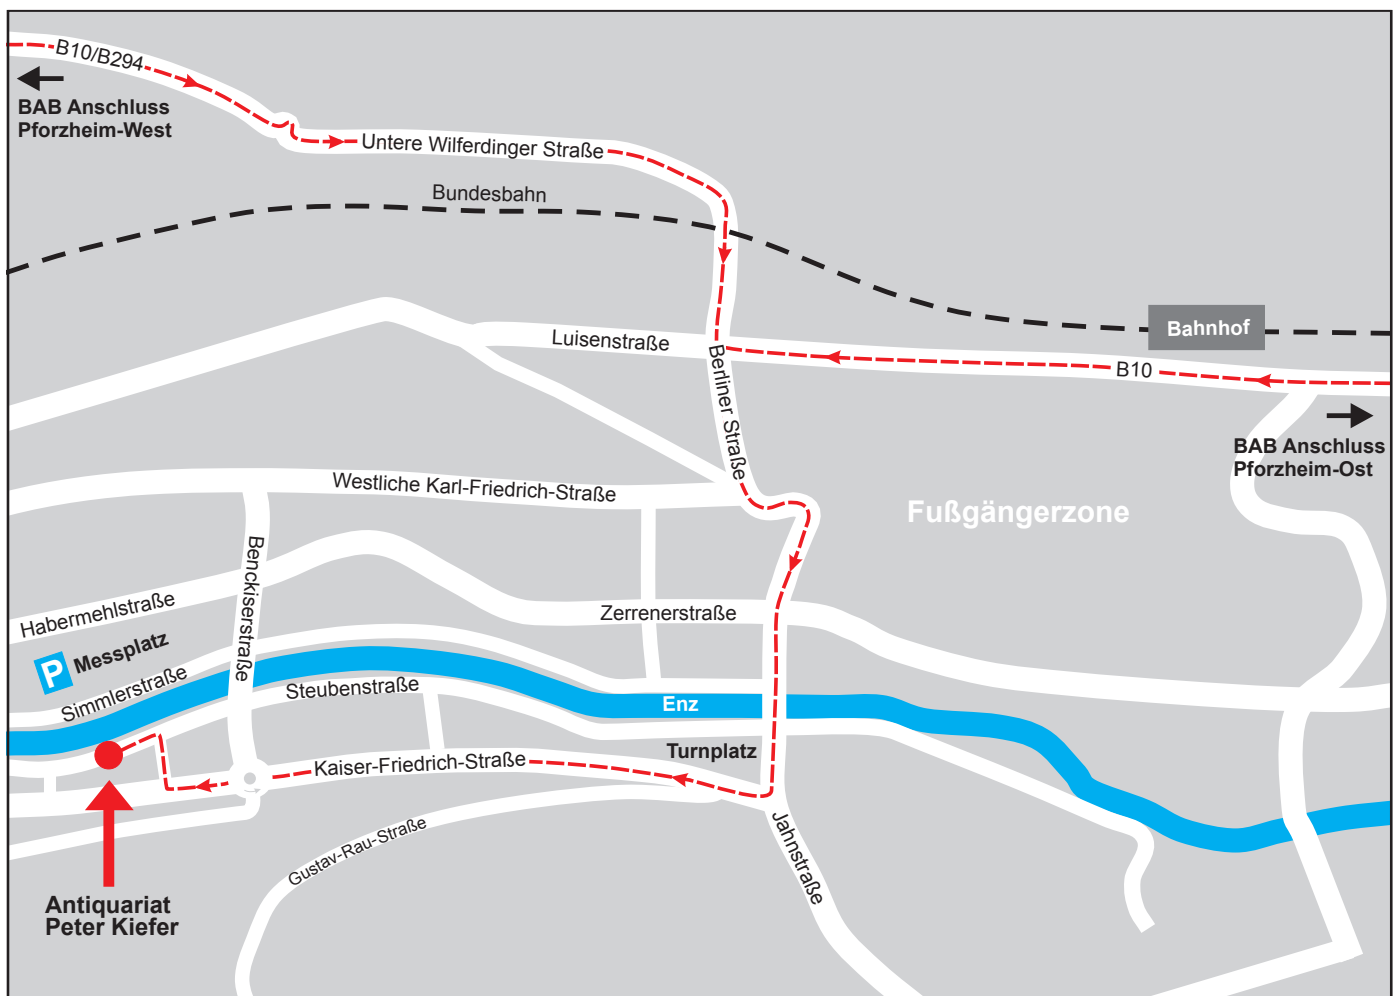 B10/B294
BAB Anschluss
Pforzheim-West
Untere Wilferdinger Straße
Bundesbahn
Bahnhof
Luisenstraße
Berliner Straße
B10
BAB Anschluss
Pforzheim-Ost
Westliche Karl-Friedrich-Straße
Fußgängerzone
Benckiserstraße
Habermehlstraße
Zerrenerstraße
P Messplatz
Simmlerstraße
Steubenstraße
Enz
Turnplatz
Kaiser-Friedrich-Straße
Gustav-Rau-Straße
Jahnstraße
Antiquariat
Peter Kiefer